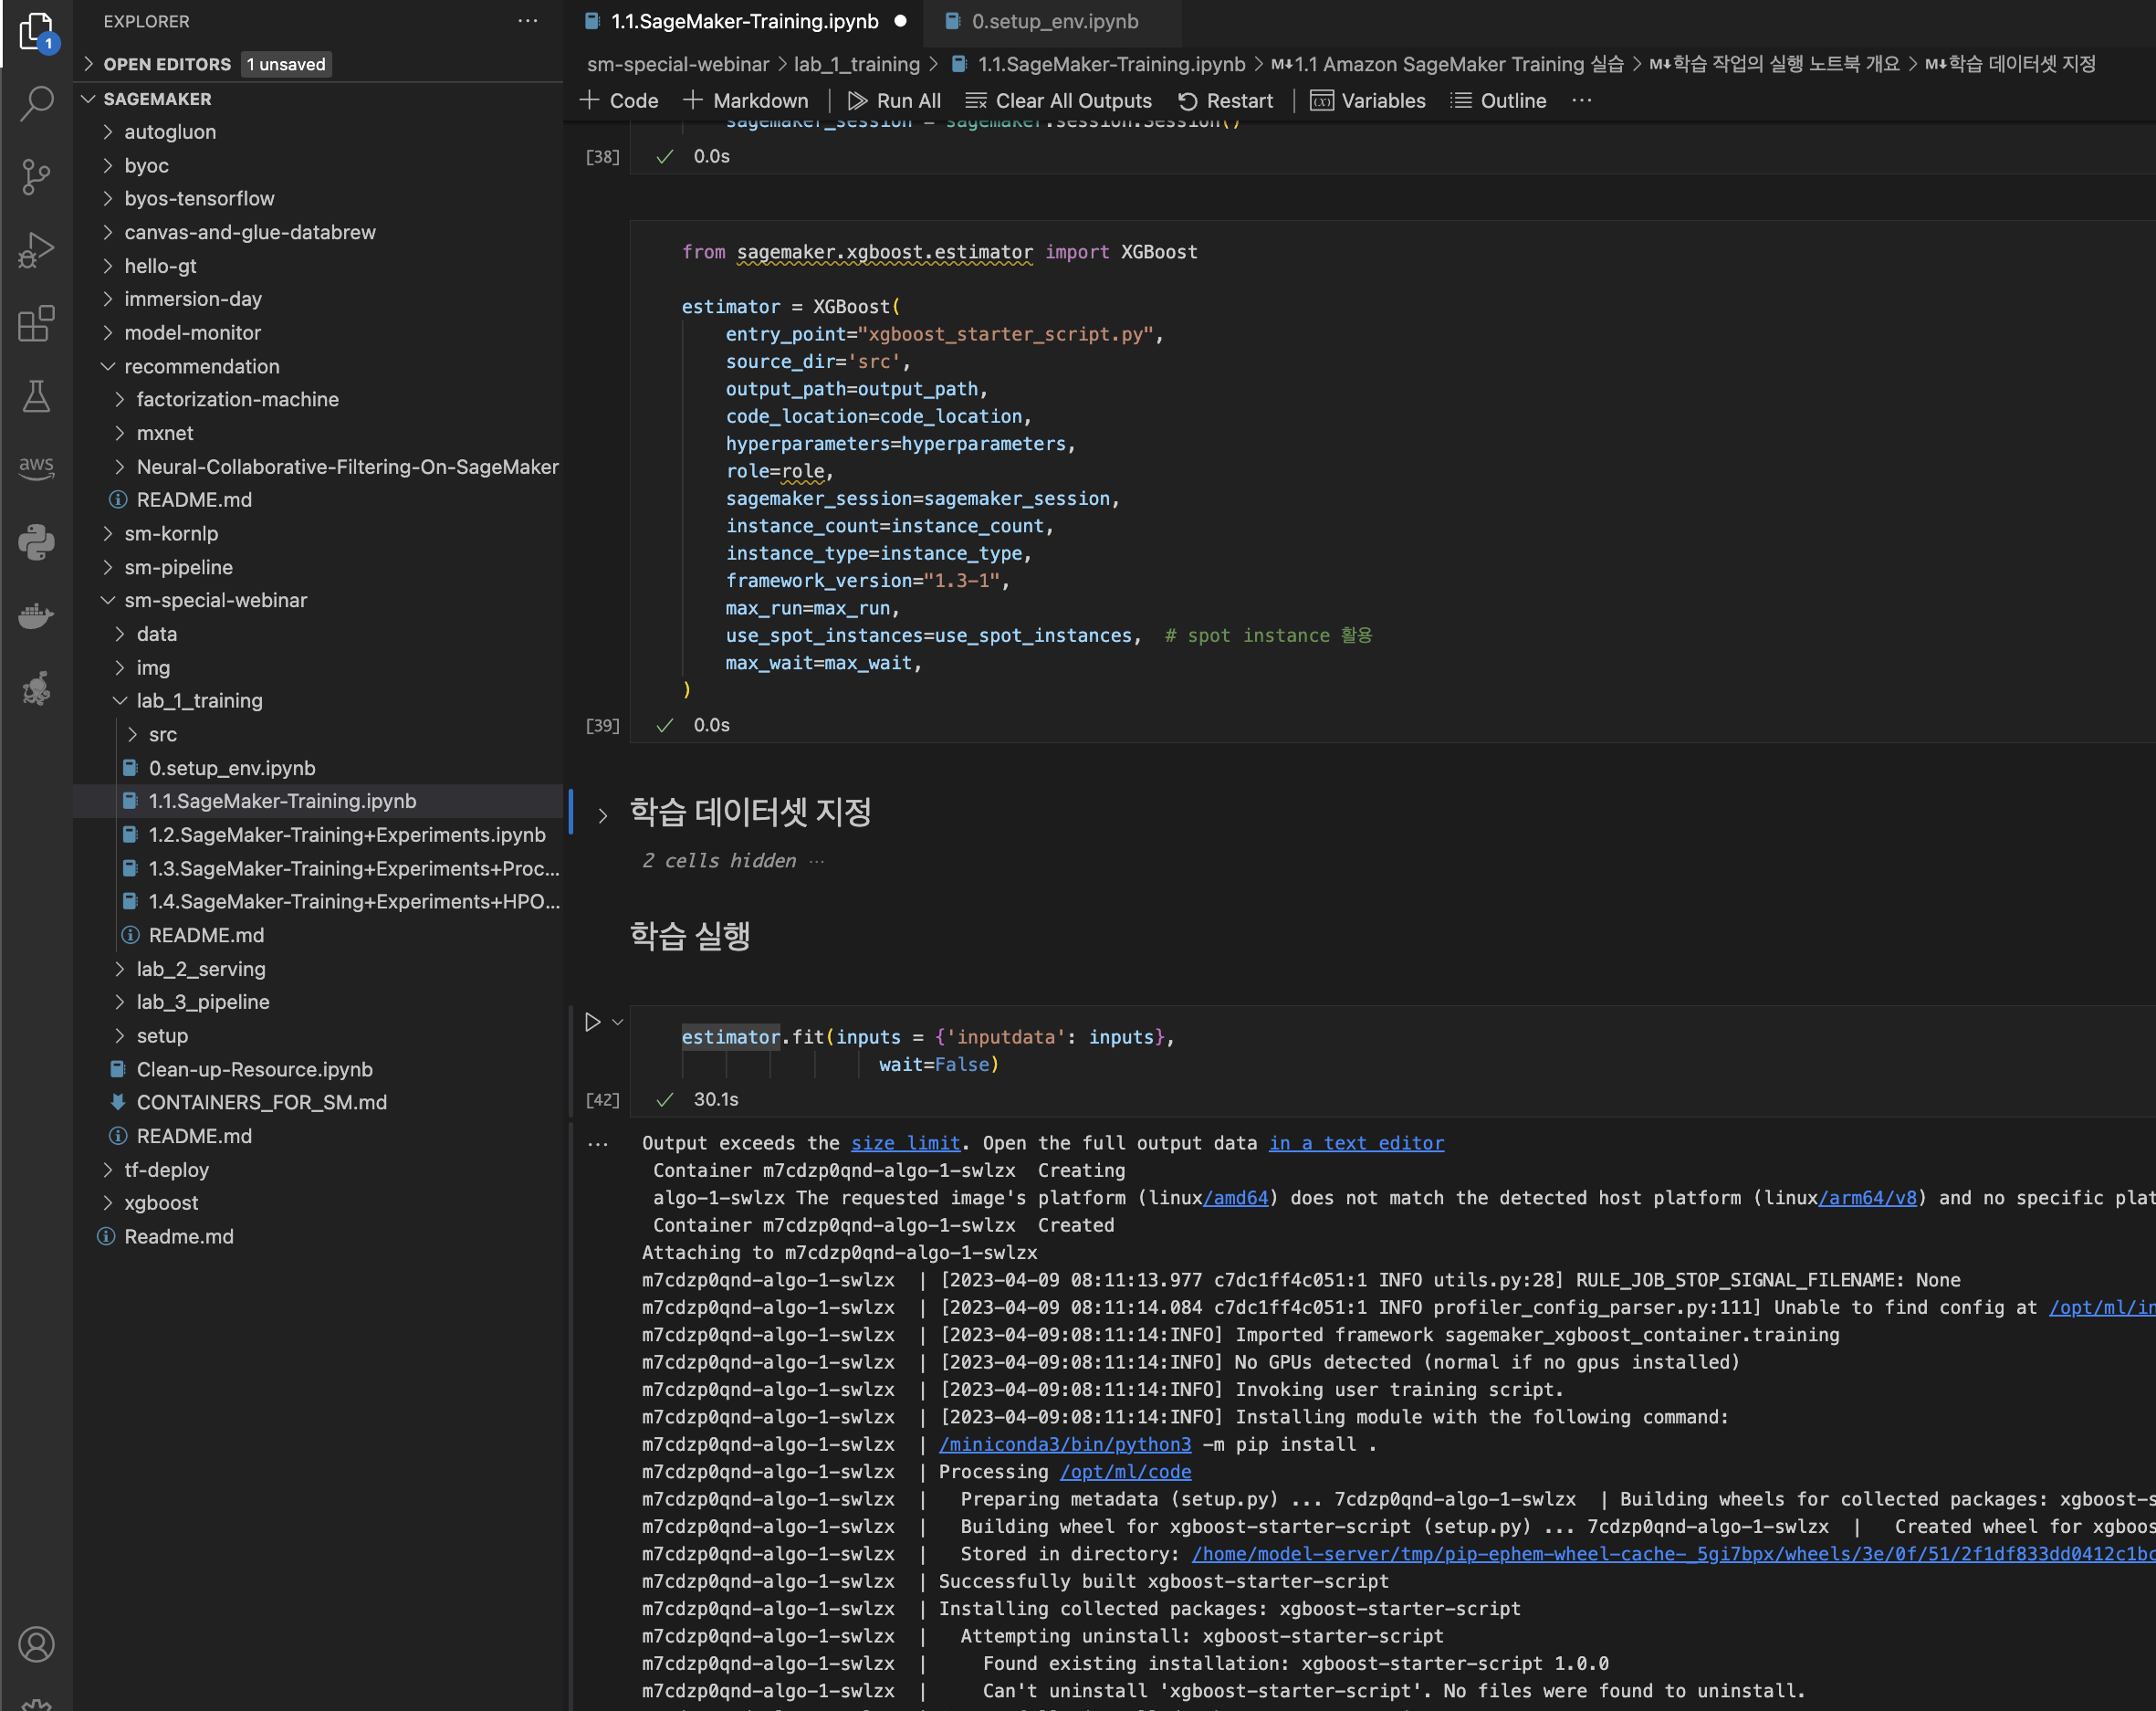 EXPLORER
OPEN EDITORS 1 unsaved
SAGEMAKER
autogluon
byoc
byos-tensorflow
canvas-and-glue-databrew
hello-gt
immersion-day
model-monitor
recommendation
factorization-machine
mxnet
Neural-Collaborative-Filtering-On-SageMaker
README.md
sm-kornlp
sm-pipeline
sm-special-webinar
data
img
lab_1_training
src
0.setup_env.ipynb
1.1.SageMaker-Training.ipynb
1.2.SageMaker-Training+Experiments.ipynb
1.3.SageMaker-Training+Experiments+Proc...
1.4.SageMaker-Training+Experiments+HPO...
README.md
lab_2_serving
lab_3_pipeline
setup
Clean-up-Resource.ipynb
CONTAINERS_FOR_SM.md
README.md
tf-deploy
xgboost
Readme.md
1
aws
1.1.SageMaker-Training.ipynb ● 0.setup_env.ipynb
sm-special-webinar > lab_1_training > 1.1.SageMaker-Training.ipynb > M↓1.1 Amazon SageMaker Training 실습 > M↓학습 작업의 실행 노트북 개요 > M↓학습 데이터셋 지정
+ Code + Markdown | Run All Clear All Outputs Restart | Variables Outline ···
sagemaker_session = sagemaker.session.Session()
[38] ✓ 0.0s
from sagemaker.xgboost.estimator import XGBoost
estimator = XGBoost(
entry_point="xgboost_starter_script.py",
source_dir='src',
output_path=output_path,
code_location=code_location,
hyperparameters=hyperparameters,
role=role,
sagemaker_session=sagemaker_session,
instance_count=instance_count,
instance_type=instance_type,
framework_version="1.3-1",
max_run=max_run,
use_spot_instances=use_spot_instances,  # spot instance 활용
max_wait=max_wait,
)
[39] ✓ 0.0s
학습 데이터셋 지정
2 cells hidden ···
학습 실행
estimator.fit(inputs = {'inputdata': inputs},
wait=False)
[42] ✓ 30.1s
Output exceeds the size limit. Open the full output data in a text editor
Container m7cdzp0qnd-algo-1-swlzx  Creating
algo-1-swlzx The requested image's platform (linux/amd64) does not match the detected host platform (linux/arm64/v8) and no specific plat
Container m7cdzp0qnd-algo-1-swlzx  Created
Attaching to m7cdzp0qnd-algo-1-swlzx
m7cdzp0qnd-algo-1-swlzx  | [2023-04-09 08:11:13.977 c7dc1ff4c051:1 INFO utils.py:28] RULE_JOB_STOP_SIGNAL_FILENAME: None
m7cdzp0qnd-algo-1-swlzx  | [2023-04-09 08:11:14.084 c7dc1ff4c051:1 INFO profiler_config_parser.py:111] Unable to find config at /opt/ml/in
m7cdzp0qnd-algo-1-swlzx  | [2023-04-09:08:11:14:INFO] Imported framework sagemaker_xgboost_container.training
m7cdzp0qnd-algo-1-swlzx  | [2023-04-09:08:11:14:INFO] No GPUs detected (normal if no gpus installed)
m7cdzp0qnd-algo-1-swlzx  | [2023-04-09:08:11:14:INFO] Invoking user training script.
m7cdzp0qnd-algo-1-swlzx  | [2023-04-09:08:11:14:INFO] Installing module with the following command:
m7cdzp0qnd-algo-1-swlzx  | /miniconda3/bin/python3 -m pip install .
m7cdzp0qnd-algo-1-swlzx  | Processing /opt/ml/code
m7cdzp0qnd-algo-1-swlzx  |   Preparing metadata (setup.py) ... 7cdzp0qnd-algo-1-swlzx  | Building wheels for collected packages: xgboost-s
m7cdzp0qnd-algo-1-swlzx  |   Building wheel for xgboost-starter-script (setup.py) ... 7cdzp0qnd-algo-1-swlzx  |   Created wheel for xgboos
m7cdzp0qnd-algo-1-swlzx  |   Stored in directory: /home/model-server/tmp/pip-ephem-wheel-cache-_5gi7bpx/wheels/3e/0f/51/2f1df833dd0412c1bc
m7cdzp0qnd-algo-1-swlzx  | Successfully built xgboost-starter-script
m7cdzp0qnd-algo-1-swlzx  | Installing collected packages: xgboost-starter-script
m7cdzp0qnd-algo-1-swlzx  |   Attempting uninstall: xgboost-starter-script
m7cdzp0qnd-algo-1-swlzx  |     Found existing installation: xgboost-starter-script 1.0.0
m7cdzp0qnd-algo-1-swlzx  |     Can't uninstall 'xgboost-starter-script'. No files were found to uninstall.